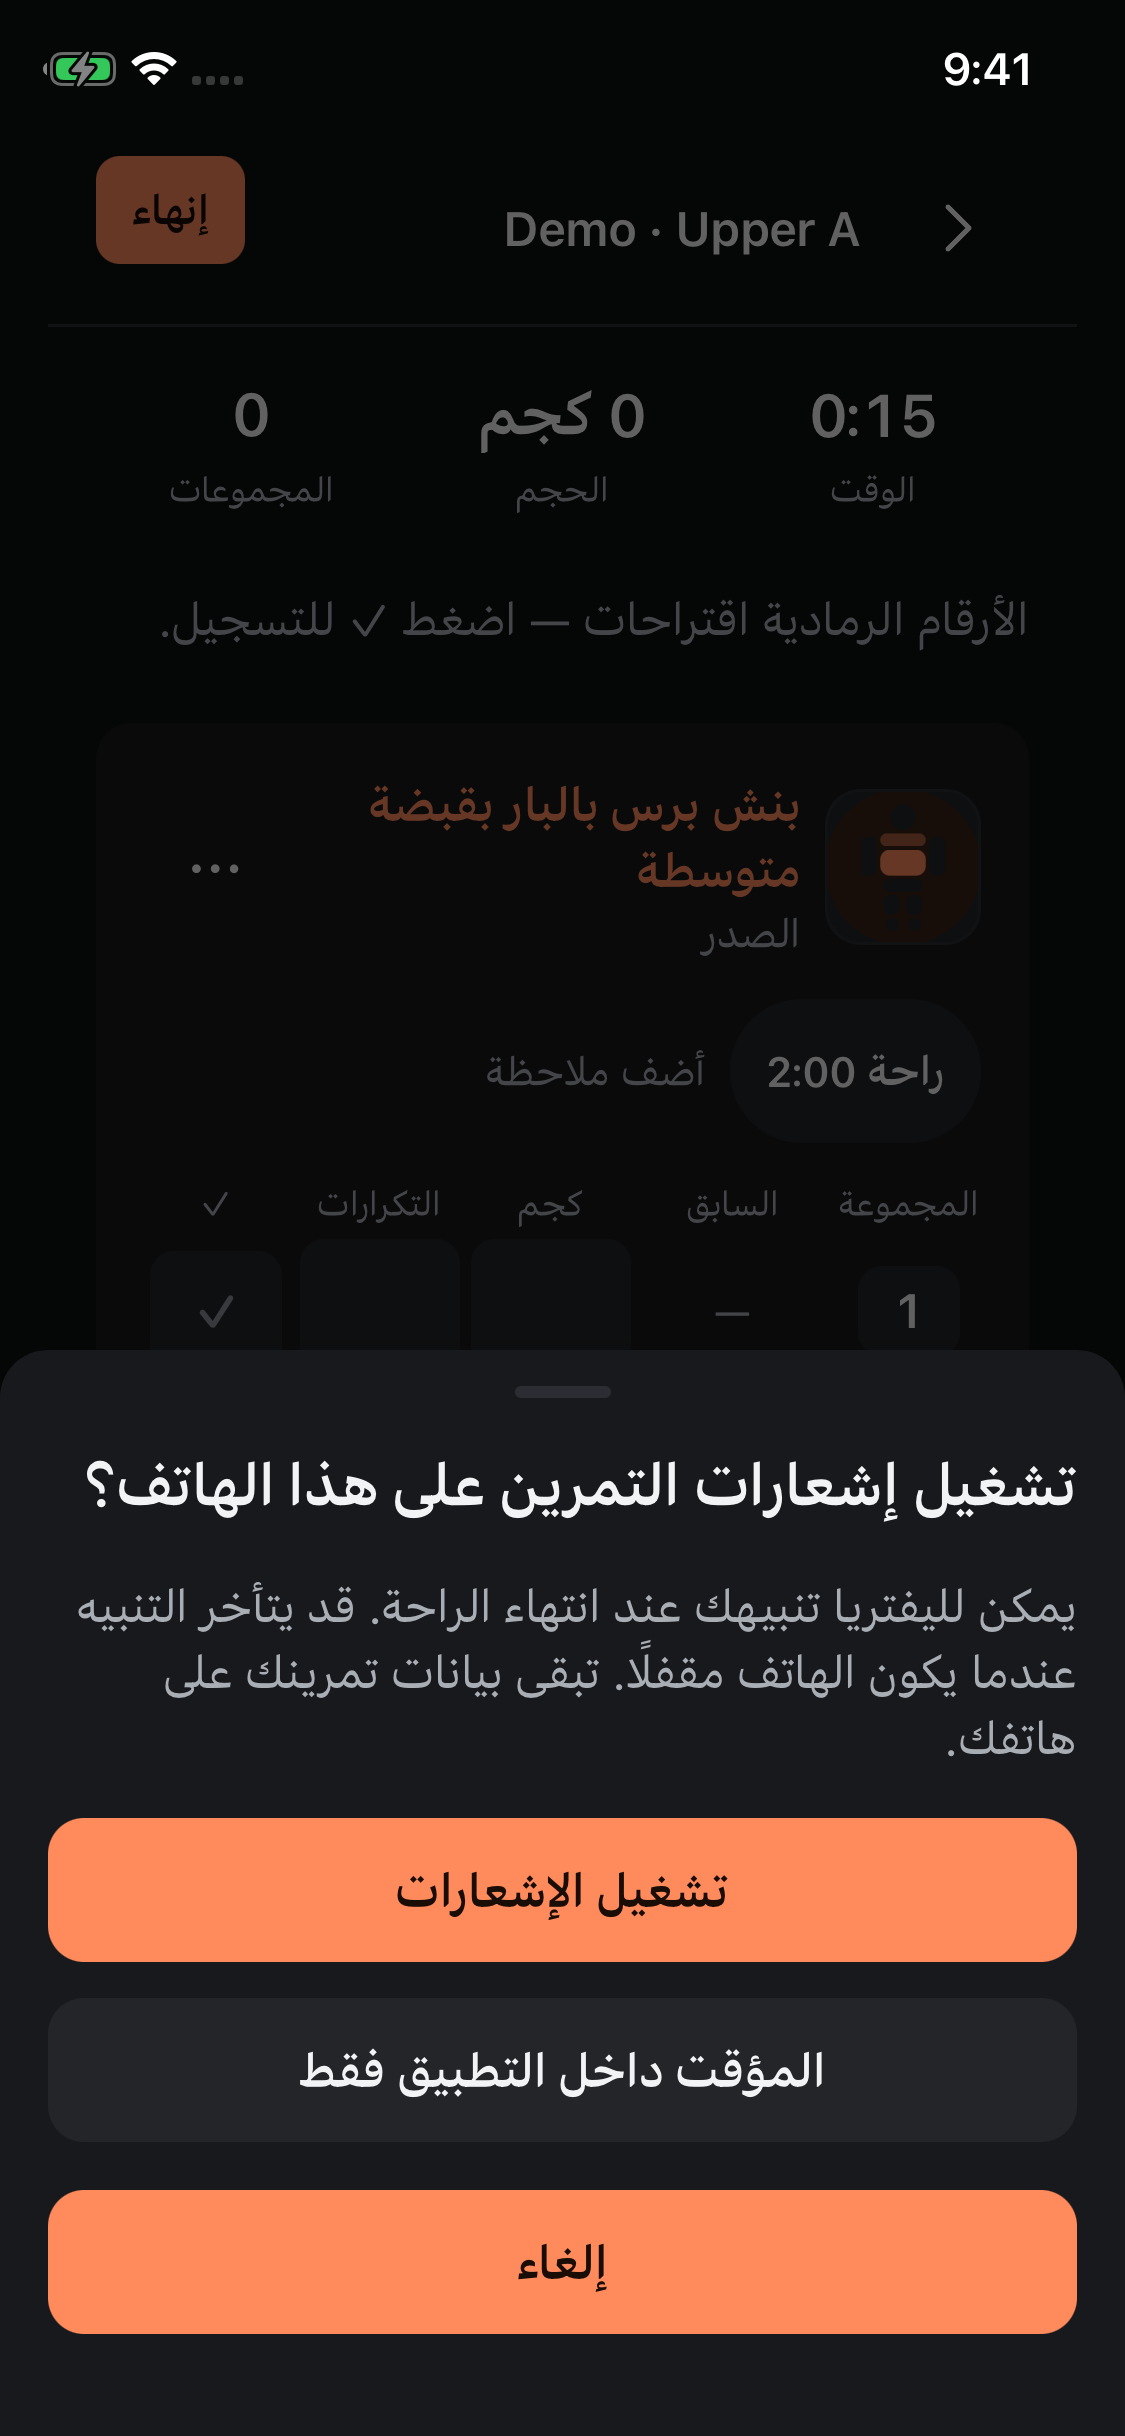 9:41
Demo · Upper A
إنهاء
0:15
0 كجم
0
الوقت
الحجم
المجموعات
الأرقام الرمادية اقتراحات — اضغط ✓ للتسجيل.
بنش برس بالبار بقبضة
متوسطة
الصدر
راحة 2:00
أضف ملاحظة
المجموعة
السابق
كجم
التكرارات
✓
1
—
✓
تشغيل إشعارات التمرين على هذا الهاتف؟
يمكن لليفتريا تنبيهك عند انتهاء الراحة. قد يتأخر التنبيه
عندما يكون الهاتف مقفلًا. تبقى بيانات تمرينك على
هاتفك.
تشغيل الإشعارات
المؤقت داخل التطبيق فقط
إلغاء